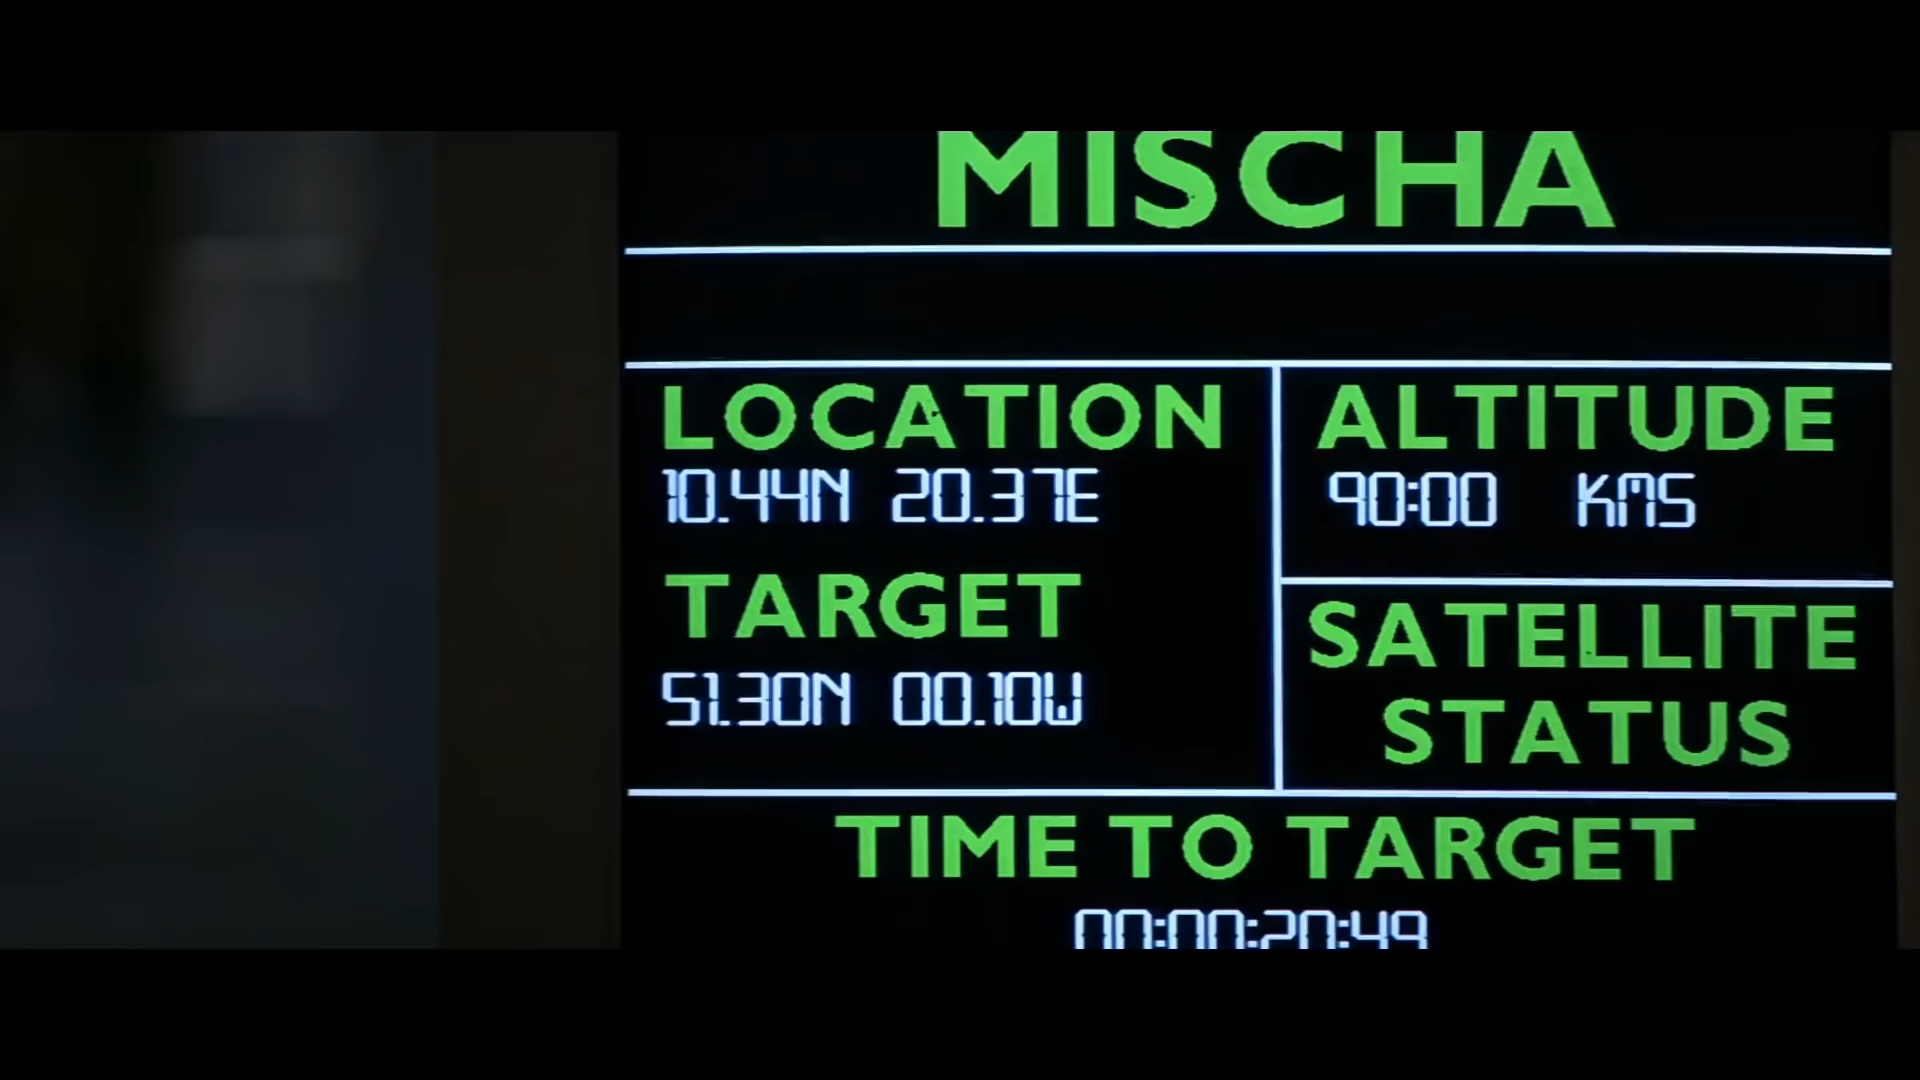 MISCHA
LOCATION
10.44N 20.37E
TARGET
51.30N 00.10W
ALTITUDE
90:00 KMS
SATELLITE
STATUS
TIME TO TARGET
00:00:20:49